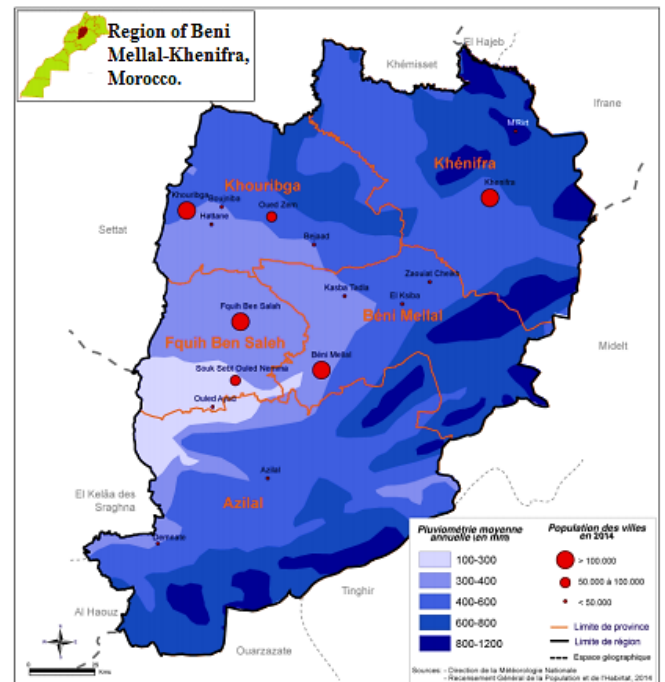 Region of Beni
Mellal-Khenifra,
Morocco.
El Hajeb
Khémisset
Ifrane
M'Rirt
Khénifra
Khénifra
Khouribga
Khouribga
Boujniba
Oued Zem
Hattane
Settat
Bejaad
Zaouiat Cheikh
Kasba Tadla
El Ksiba
Fquih Ben Salah
Béni Mellal
Fquih Ben Saleh
Midelt
Béni Mellal
Souk Sebt Ouled Nemma
Ouled Ayad
Azilal
El Kelâa des
Sraghna
Azilal
Demnate
Tinghir
Al Haouz
Ouarzazate
Pluviométrie moyenne
annuelle (en mm
100-300
300-400
400-600
600-800
800-1200
Population des villes
en 2014
> 100.000
50.000 à 100.000
< 50.000
Limite de province
Limite de région
Espace géographique
Kms
Sources: - Direction de la Météorologie Nationale
- Recensement Général de la Population et de l'Habitat, 2014